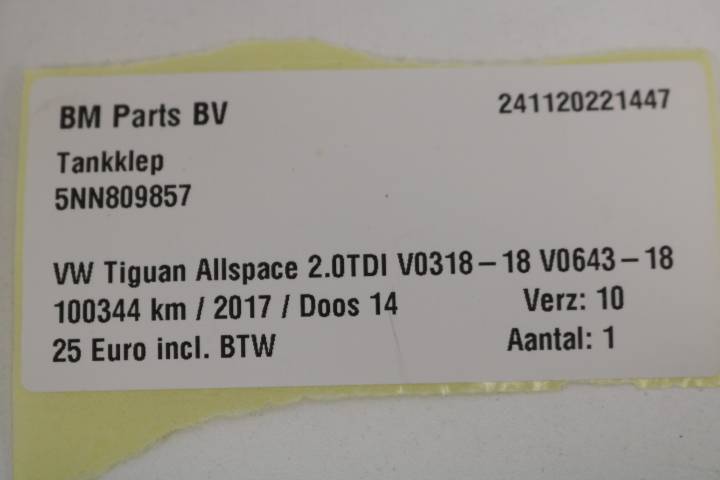 BM Parts BV 241120221447
Tankklep
5NN809857
VW Tiguan Allspace 2.0TDI V0318-18 V0643-18
100344 km / 2017 / Doos 14 Verz: 10
25 Euro incl. BTW Aantal: 1